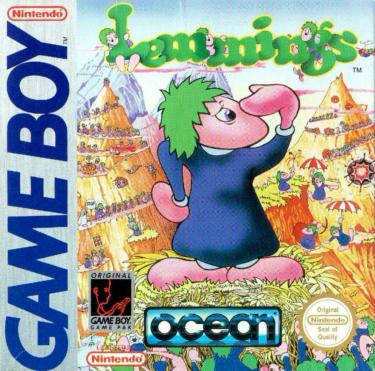 Nintendo
GAME BOY
TM
Lemmings
TM
ORIGINAL
GAME BOY
GAME PAK
Nintendo
ocean
Original
Nintendo
Seal of
Quality